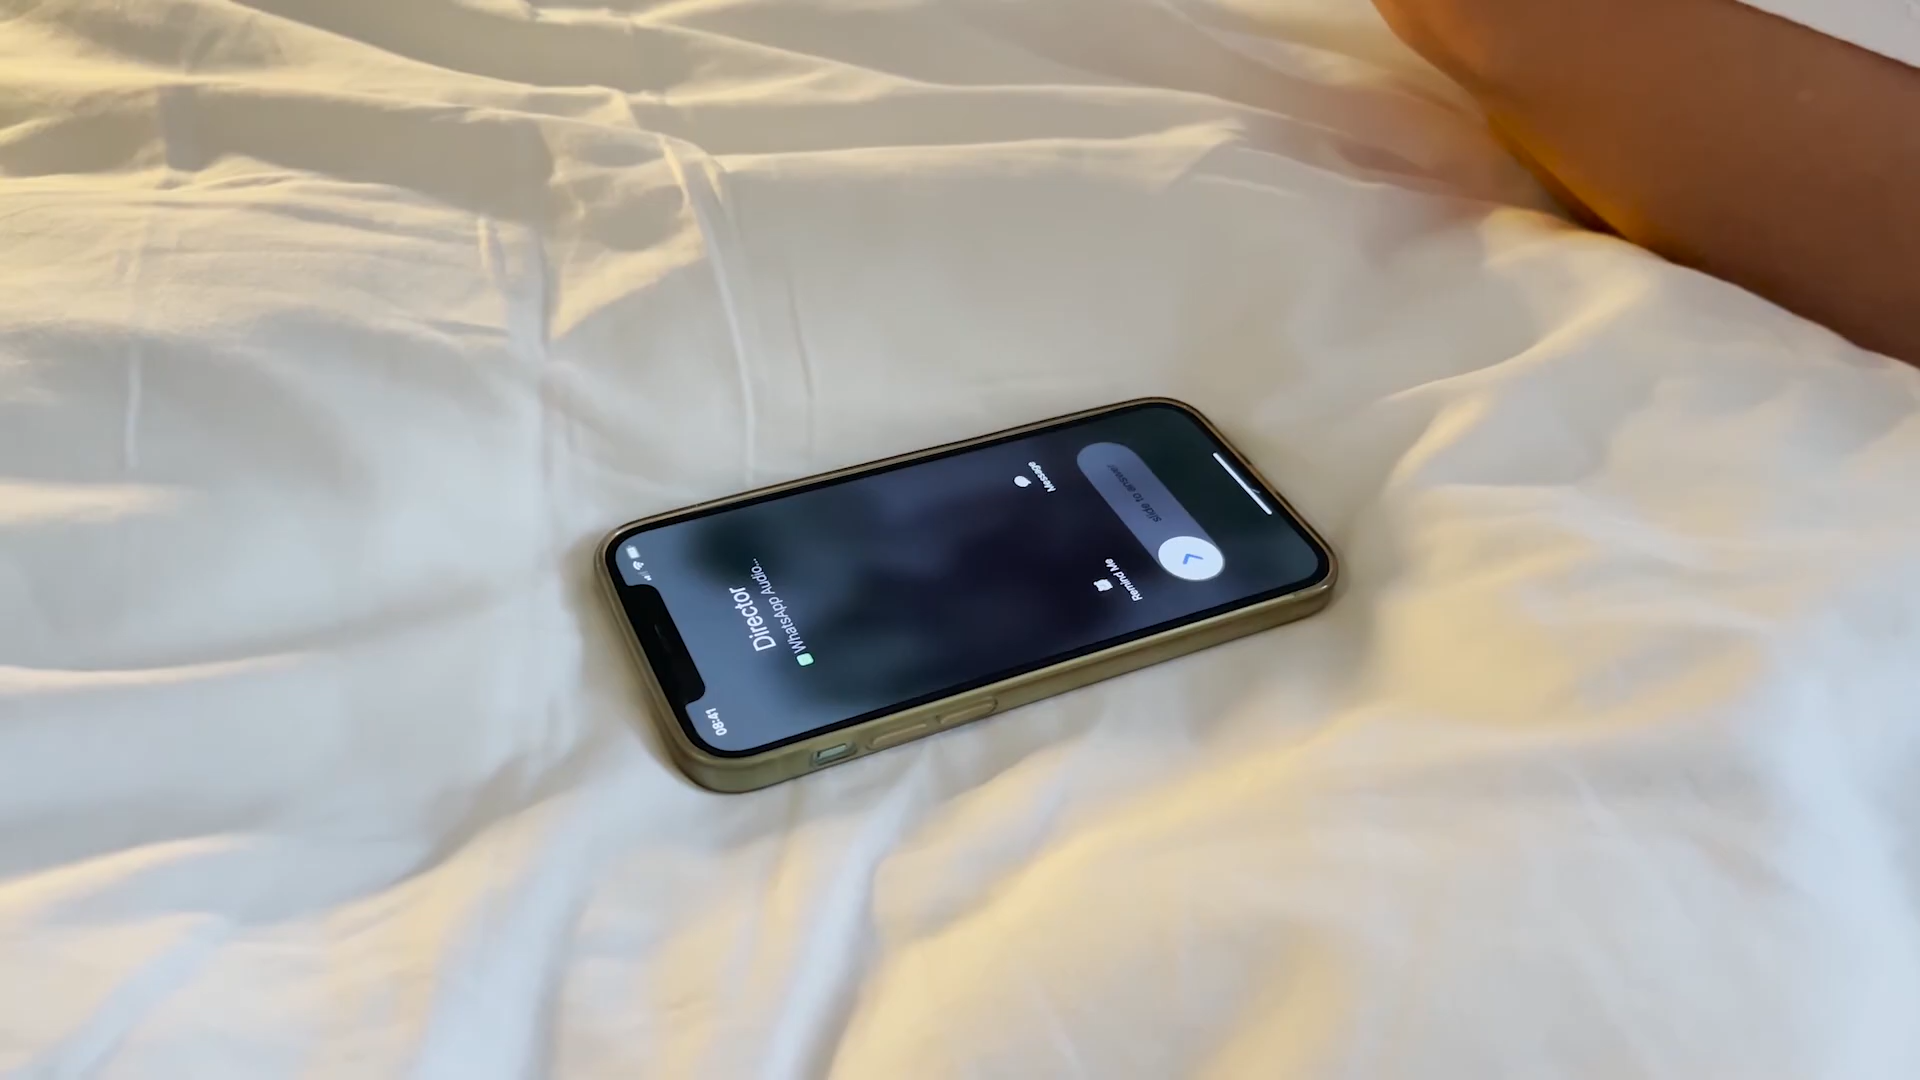 08:41
Director
WhatsApp Audio...
Remind Me
Message
slide to answer